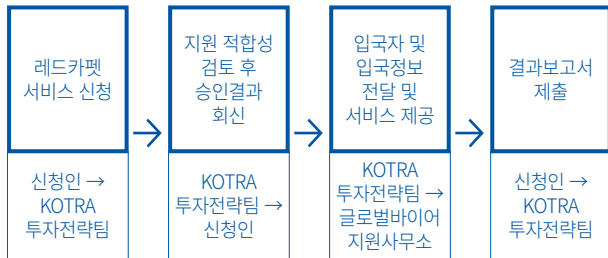 레드카펫
서비스 신청
지원 적합성
검토 후
승인결과
회신
입국자 및
입국정보
전달 및
서비스 제공
결과보고서
제출
신청인 →
KOTRA
투자전략팀
KOTRA
투자전략팀 →
신청인
KOTRA
투자전략팀 →
글로벌바이어
지원사무소
신청인 →
KOTRA
투자전략팀